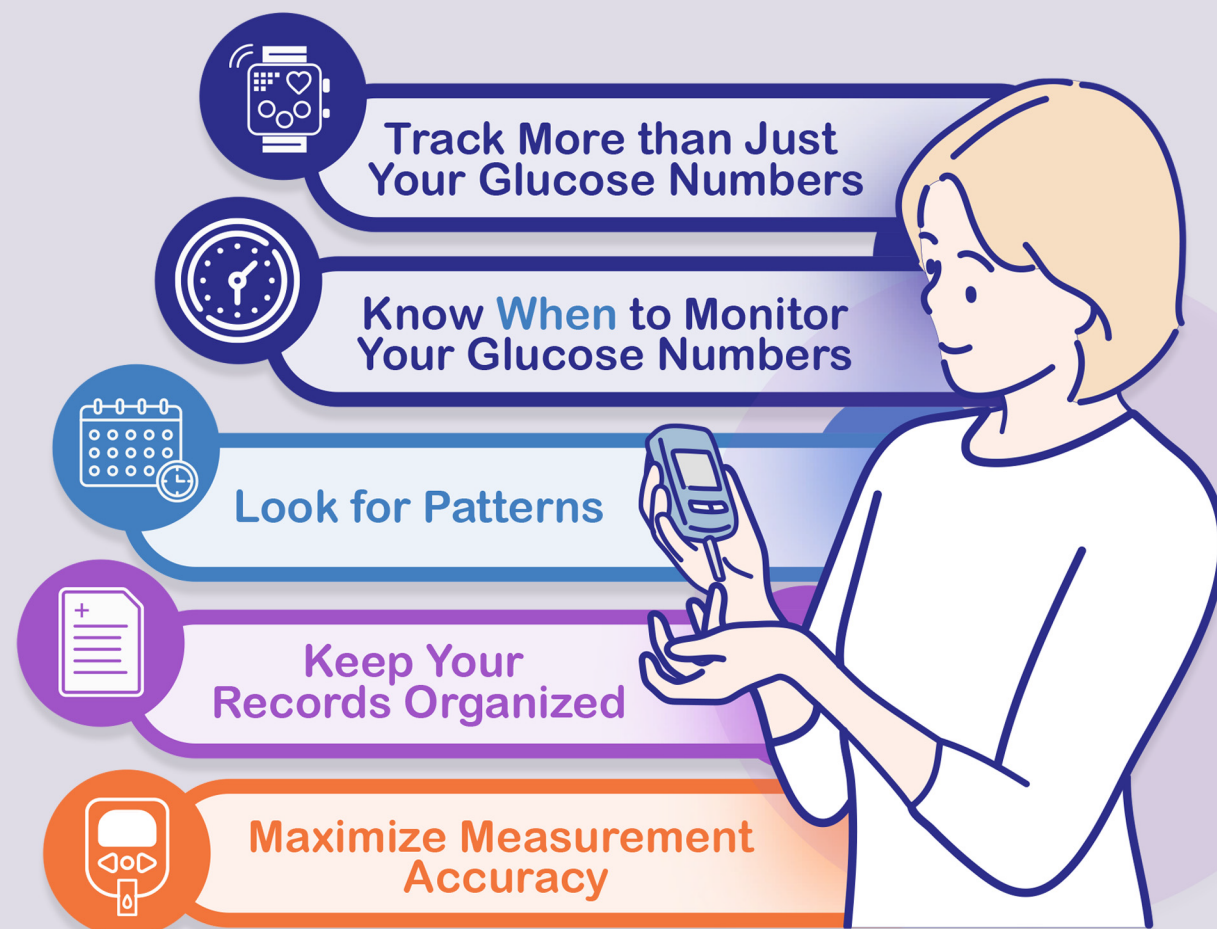 Track More than Just
Your Glucose Numbers
Know When to Monitor
Your Glucose Numbers
Look for Patterns
Keep Your
Records Organized
Maximize Measurement
Accuracy